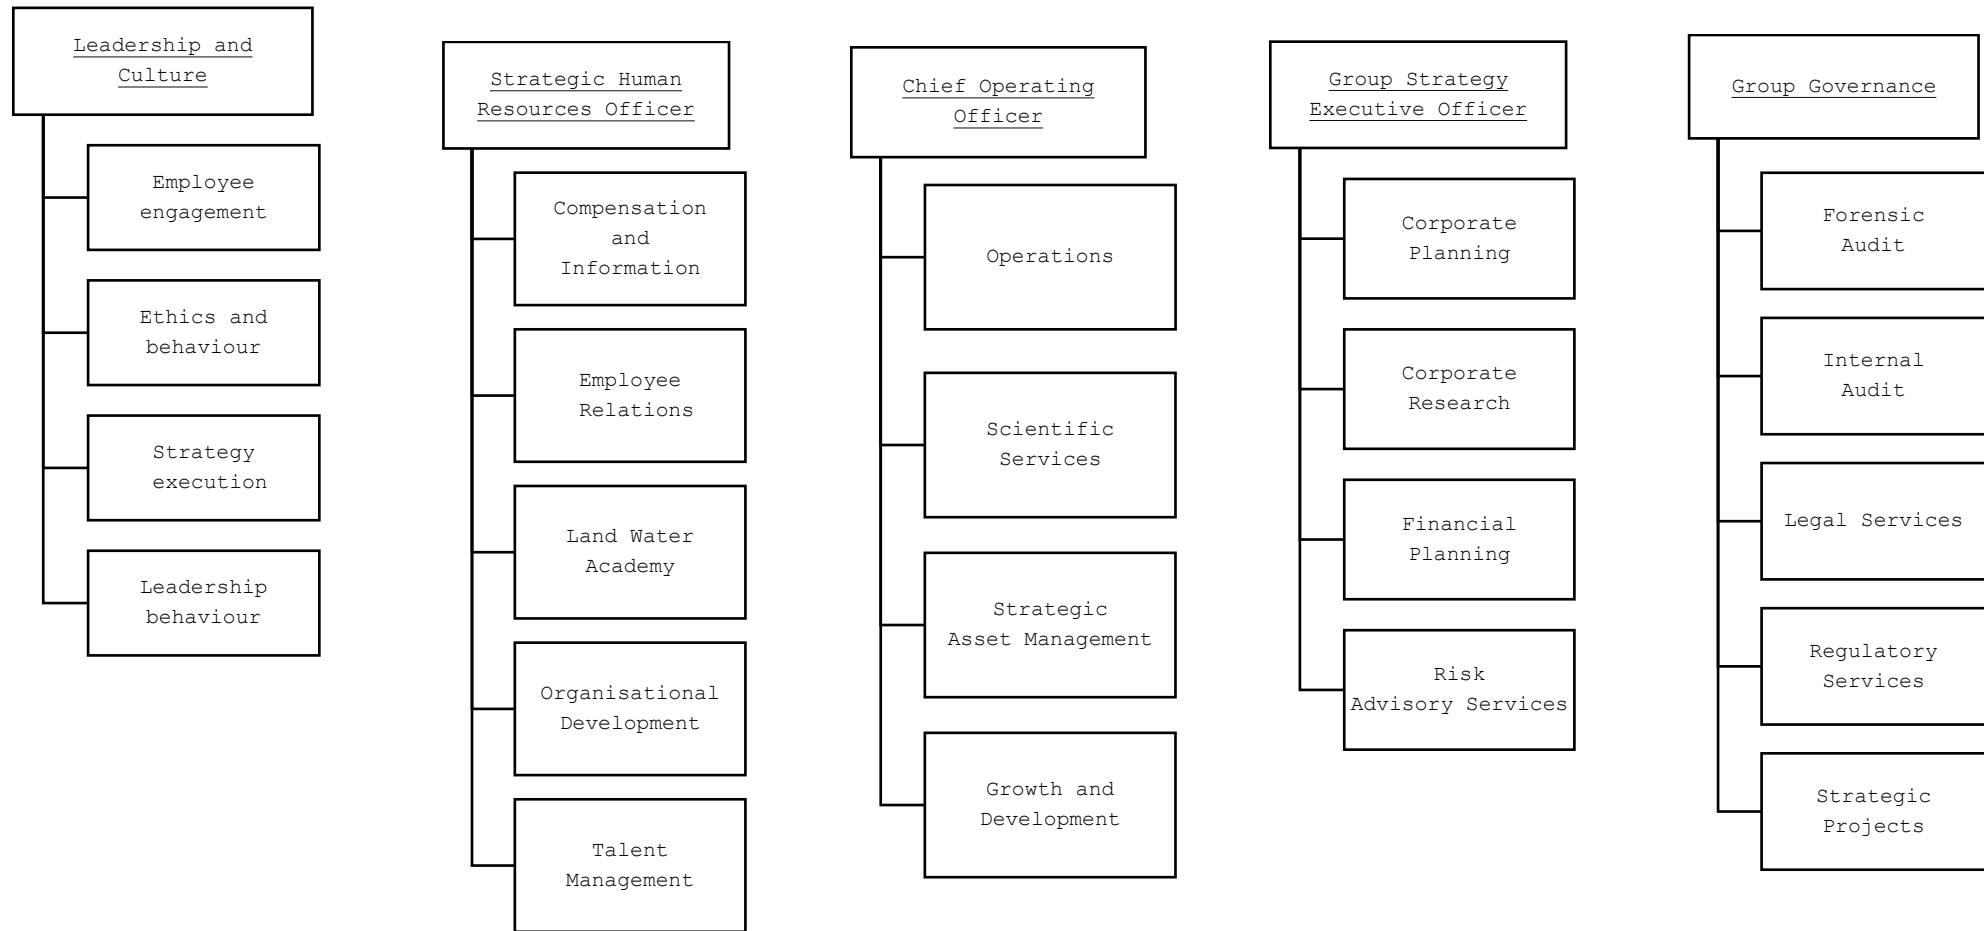 Leadership and
Culture
Employee
engagement
Ethics and
behaviour
Strategy
execution
Leadership
behaviour
Strategic Human
Resources Officer
Compensation
and
Information
Employee
Relations
Land Water
Academy
Organisational
Development
Talent
Management
Chief Operating
Officer
Operations
Scientific
Services
Strategic
Asset Management
Growth and
Development
Group Strategy
Executive Officer
Corporate
Planning
Corporate
Research
Financial
Planning
Risk
Advisory Services
Group Governance
Forensic
Audit
Internal
Audit
Legal Services
Regulatory
Services
Strategic
Projects